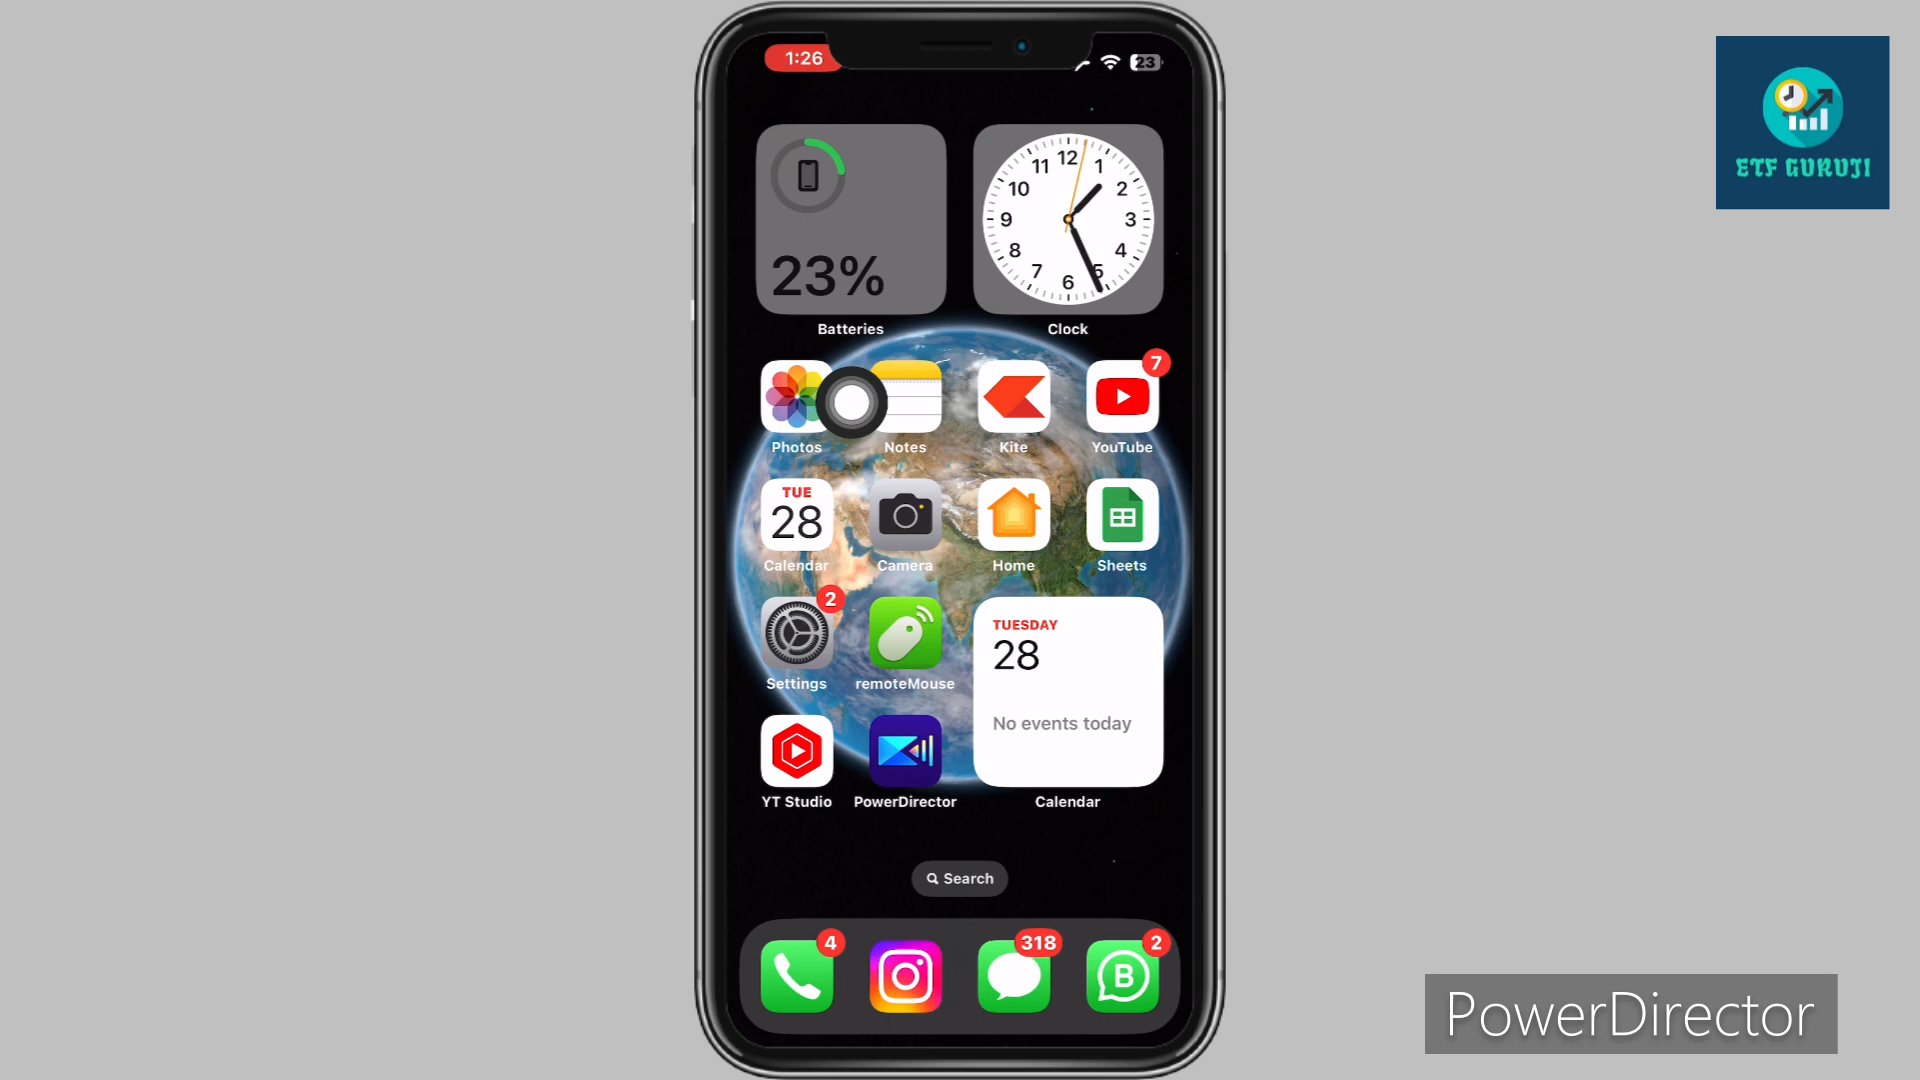 1:26
23
ETF GURUJI
12
11
1
10
2
9
3
8
4
7
5
6
23%
Batteries
Clock
7
Photos
Notes
Kite
YouTube
TUE
28
Calendar
Camera
Home
Sheets
2
TUESDAY
28
No events today
Settings
remoteMouse
YT Studio
PowerDirector
Calendar
Search
4
318
2
B
PowerDirector